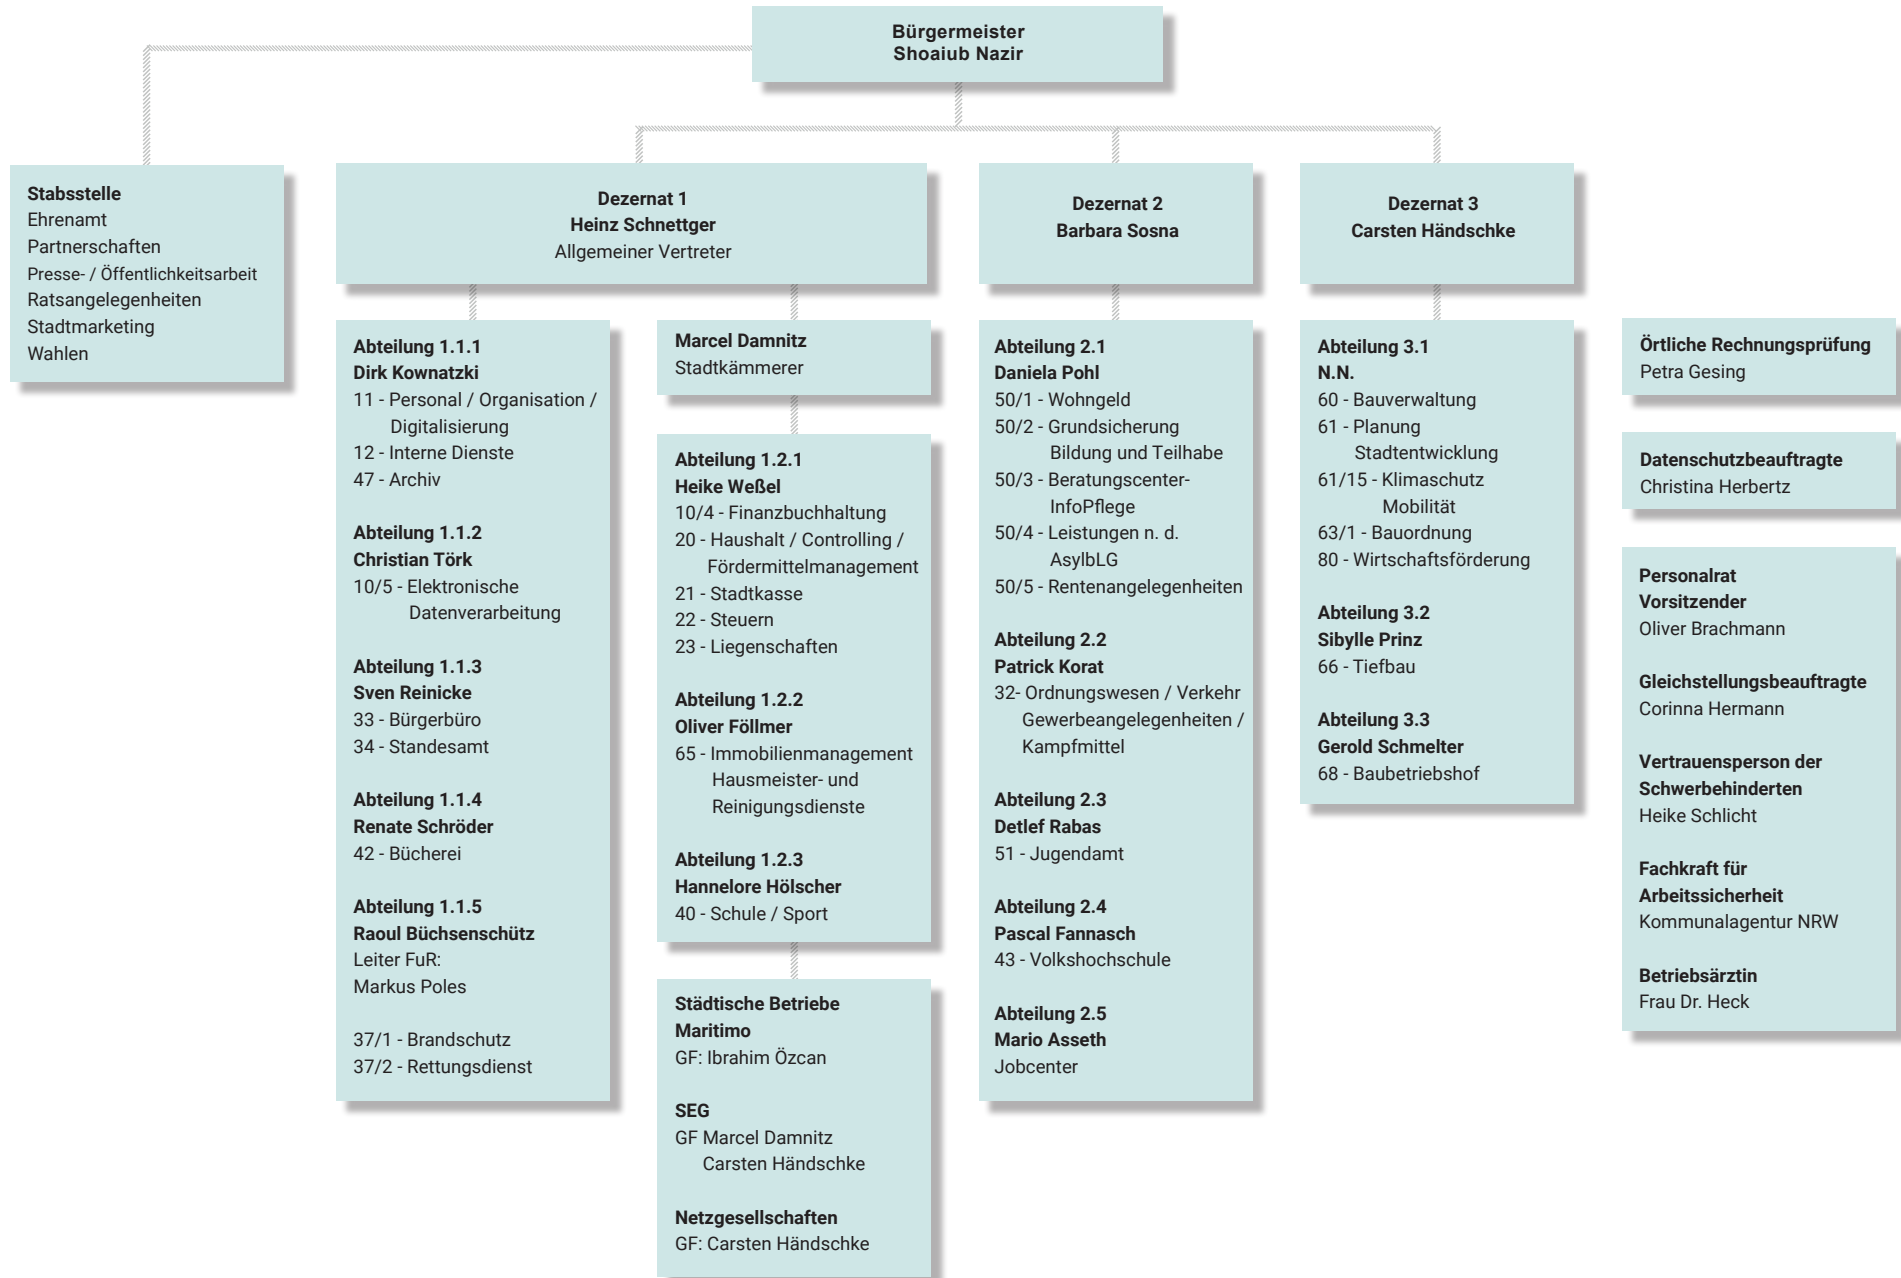 Bürgermeister
Shoaiub Nazir
Stabsstelle
Ehrenamt
Partnerschaften
Presse- / Öffentlichkeitsarbeit
Ratsangelegenheiten
Stadtmarketing
Wahlen
Dezernat 1
Heinz Schnettger
Allgemeiner Vertreter
Abteilung 1.1.1
Dirk Kownatzki
11 - Personal / Organisation /
Digitalisierung
12 - Interne Dienste
47 - Archiv
Abteilung 1.1.2
Christian Törk
10/5 - Elektronische
Datenverarbeitung
Abteilung 1.1.3
Sven Reinicke
33 - Bürgerbüro
34 - Standesamt
Abteilung 1.1.4
Renate Schröder
42 - Bücherei
Abteilung 1.1.5
Raoul Büchsenschütz
Leiter FuR:
Markus Poles
37/1 - Brandschutz
37/2 - Rettungsdienst
Marcel Damnitz
Stadtkämmerer
Abteilung 1.2.1
Heike Weßel
10/4 - Finanzbuchhaltung
20 - Haushalt / Controlling /
Fördermittelmanagement
21 - Stadtkasse
22 - Steuern
23 - Liegenschaften
Abteilung 1.2.2
Oliver Föllmer
65 - Immobilienmanagement
Hausmeister- und
Reinigungsdienste
Abteilung 1.2.3
Hannelore Hölscher
40 - Schule / Sport
Städtische Betriebe
Maritimo
GF: Ibrahim Özcan
SEG
GF Marcel Damnitz
Carsten Händschke
Netzgesellschaften
GF: Carsten Händschke
Dezernat 2
Barbara Sosna
Abteilung 2.1
Daniela Pohl
50/1 - Wohngeld
50/2 - Grundsicherung
Bildung und Teilhabe
50/3 - Beratungscenter-
InfoPflege
50/4 - Leistungen n. d.
AsylbLG
50/5 - Rentenangelegenheiten
Abteilung 2.2
Patrick Korat
32- Ordnungswesen / Verkehr
Gewerbeangelegenheiten /
Kampfmittel
Abteilung 2.3
Detlef Rabas
51 - Jugendamt
Abteilung 2.4
Pascal Fannasch
43 - Volkshochschule
Abteilung 2.5
Mario Asseth
Jobcenter
Dezernat 3
Carsten Händschke
Abteilung 3.1
N.N.
60 - Bauverwaltung
61 - Planung
Stadtentwicklung
61/15 - Klimaschutz
Mobilität
63/1 - Bauordnung
80 - Wirtschaftsförderung
Abteilung 3.2
Sibylle Prinz
66 - Tiefbau
Abteilung 3.3
Gerold Schmelter
68 - Baubetriebshof
Örtliche Rechnungsprüfung
Petra Gesing
Datenschutzbeauftragte
Christina Herbertz
Personalrat
Vorsitzender
Oliver Brachmann
Gleichstellungsbeauftragte
Corinna Hermann
Vertrauensperson der
Schwerbehinderten
Heike Schlicht
Fachkraft für
Arbeitssicherheit
Kommunalagentur NRW
Betriebsärztin
Frau Dr. Heck